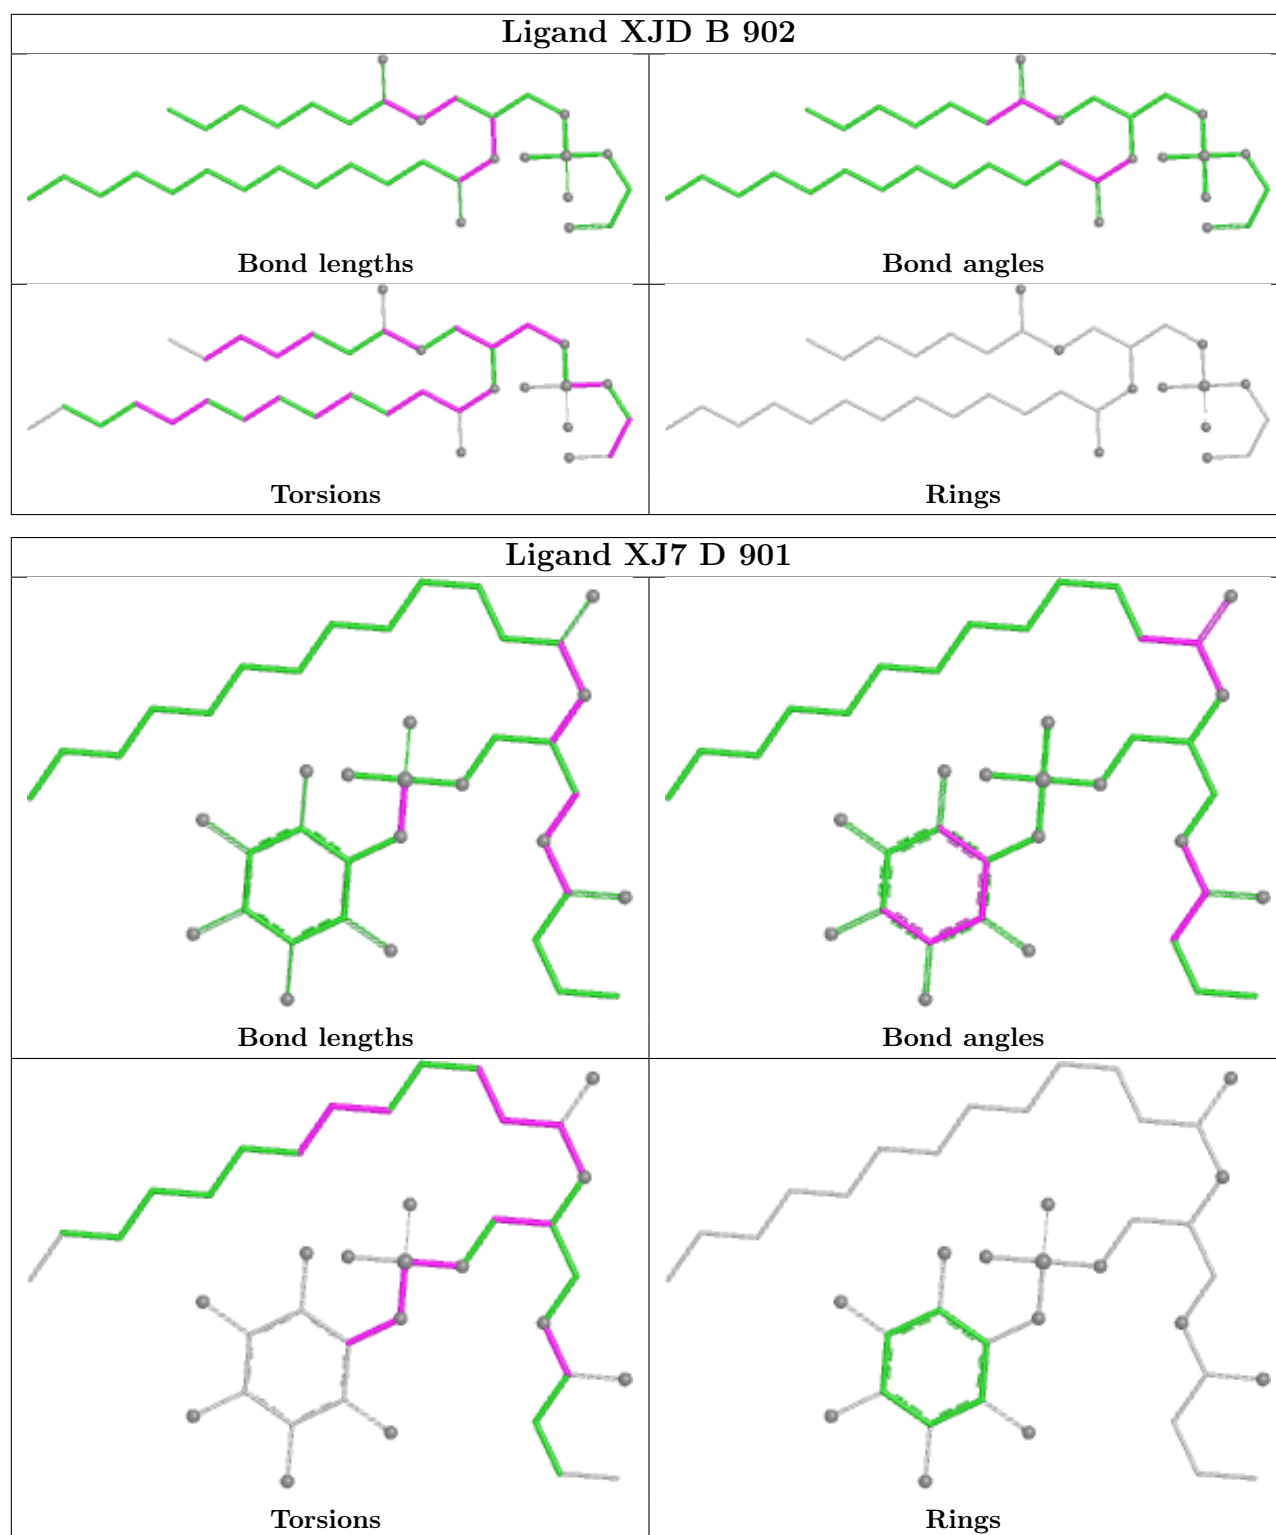 Ligand XJD B 902
Bond lengths
Bond angles
Torsions
Rings
Ligand XJ7 D 901
Bond lengths
Bond angles
Torsions
Rings